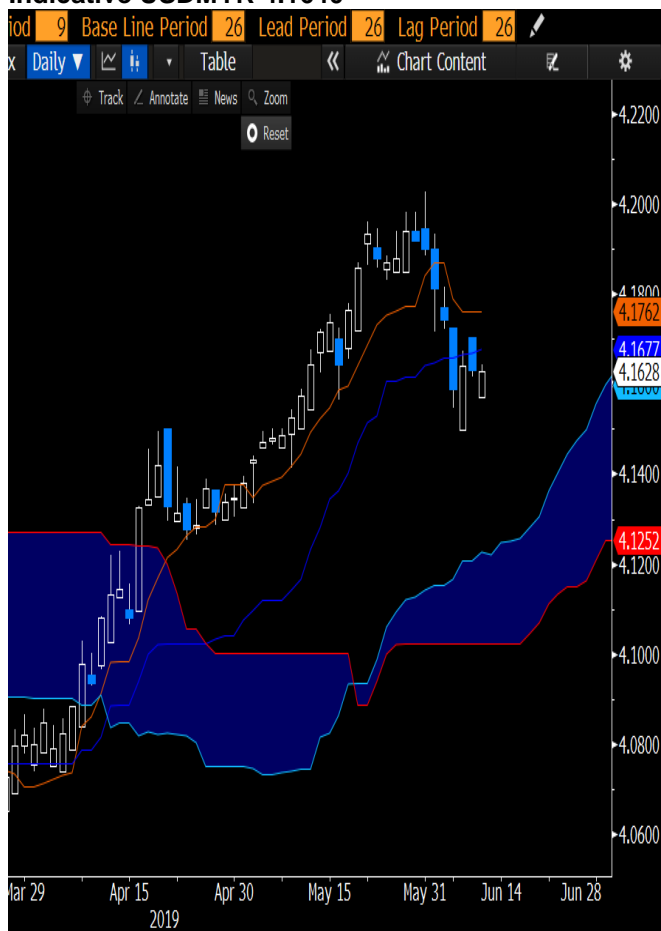 iod 9 Base Line Period 26 Lead Period 26 Lag Period 26
x Daily ▼ Table « Chart Content
Track Annotate News Zoom
Reset
4.2200
4.2000
4.1800
4.1762
4.1677
4.1628
4.1400
4.1252
4.1200
4.1000
4.0800
4.0600
Mar 29 Apr 15 Apr 30 May 15 May 31 Jun 14 Jun 28
2019